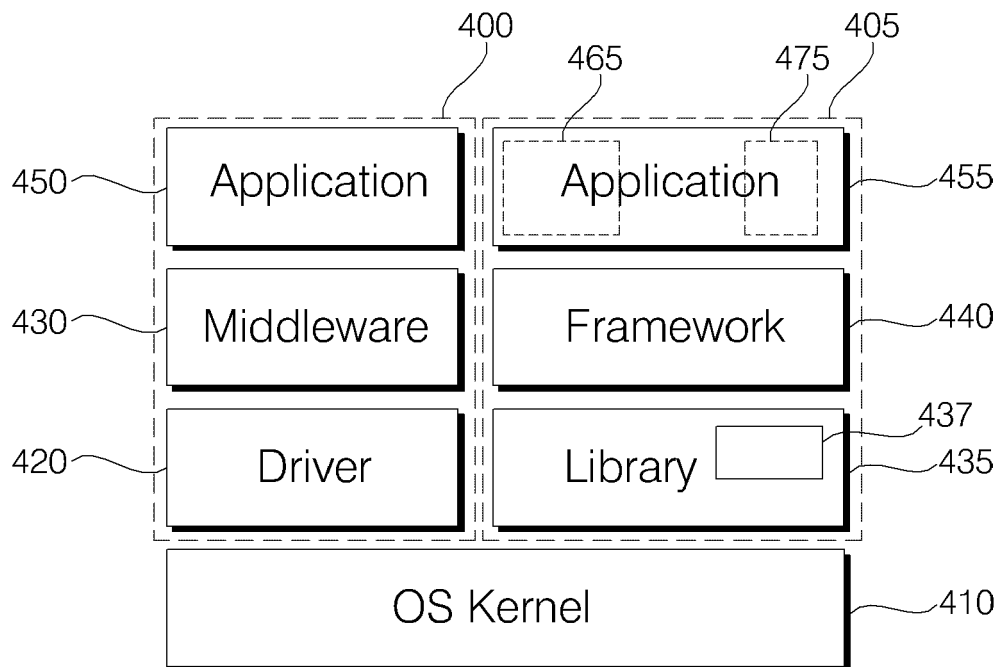 400
405
465
475
450
Application
Application
455
430
Middleware
Framework
440
437
420
Driver
Library
435
OS Kernel
410